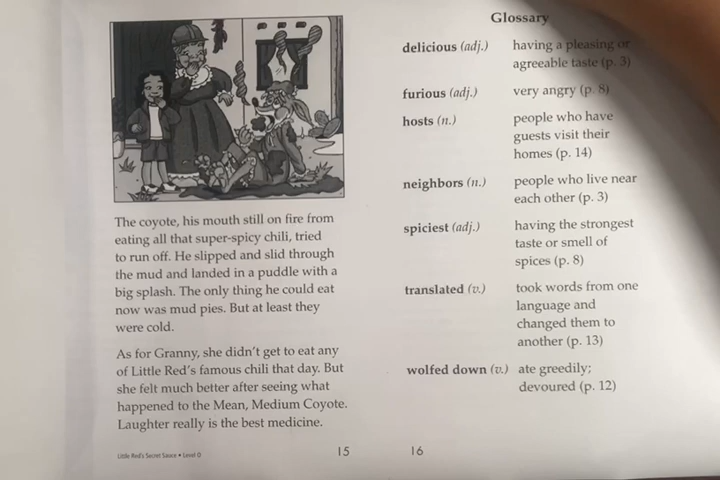 The coyote, his mouth still on fire from
eating all that super-spicy chili, tried
to run off. He slipped and slid through
the mud and landed in a puddle with a
big splash. The only thing he could eat
now was mud pies. But at least they
were cold.
As for Granny, she didn't get to eat any
of Little Red's famous chili that day. But
she felt much better after seeing what
happened to the Mean, Medium Coyote.
Laughter really is the best medicine.
Little Red's Secret Sauce • Level O
15
Glossary
delicious (adj.) having a pleasing or
agreeable taste (p. 3)
furious (adj.) very angry (p. 8)
hosts (n.) people who have
guests visit their
homes (p. 14)
neighbors (n.) people who live near
each other (p. 3)
spiciest (adj.) having the strongest
taste or smell of
spices (p. 8)
translated (v.) took words from one
language and
changed them to
another (p. 13)
wolfed down (v.) ate greedily;
devoured (p. 12)
16